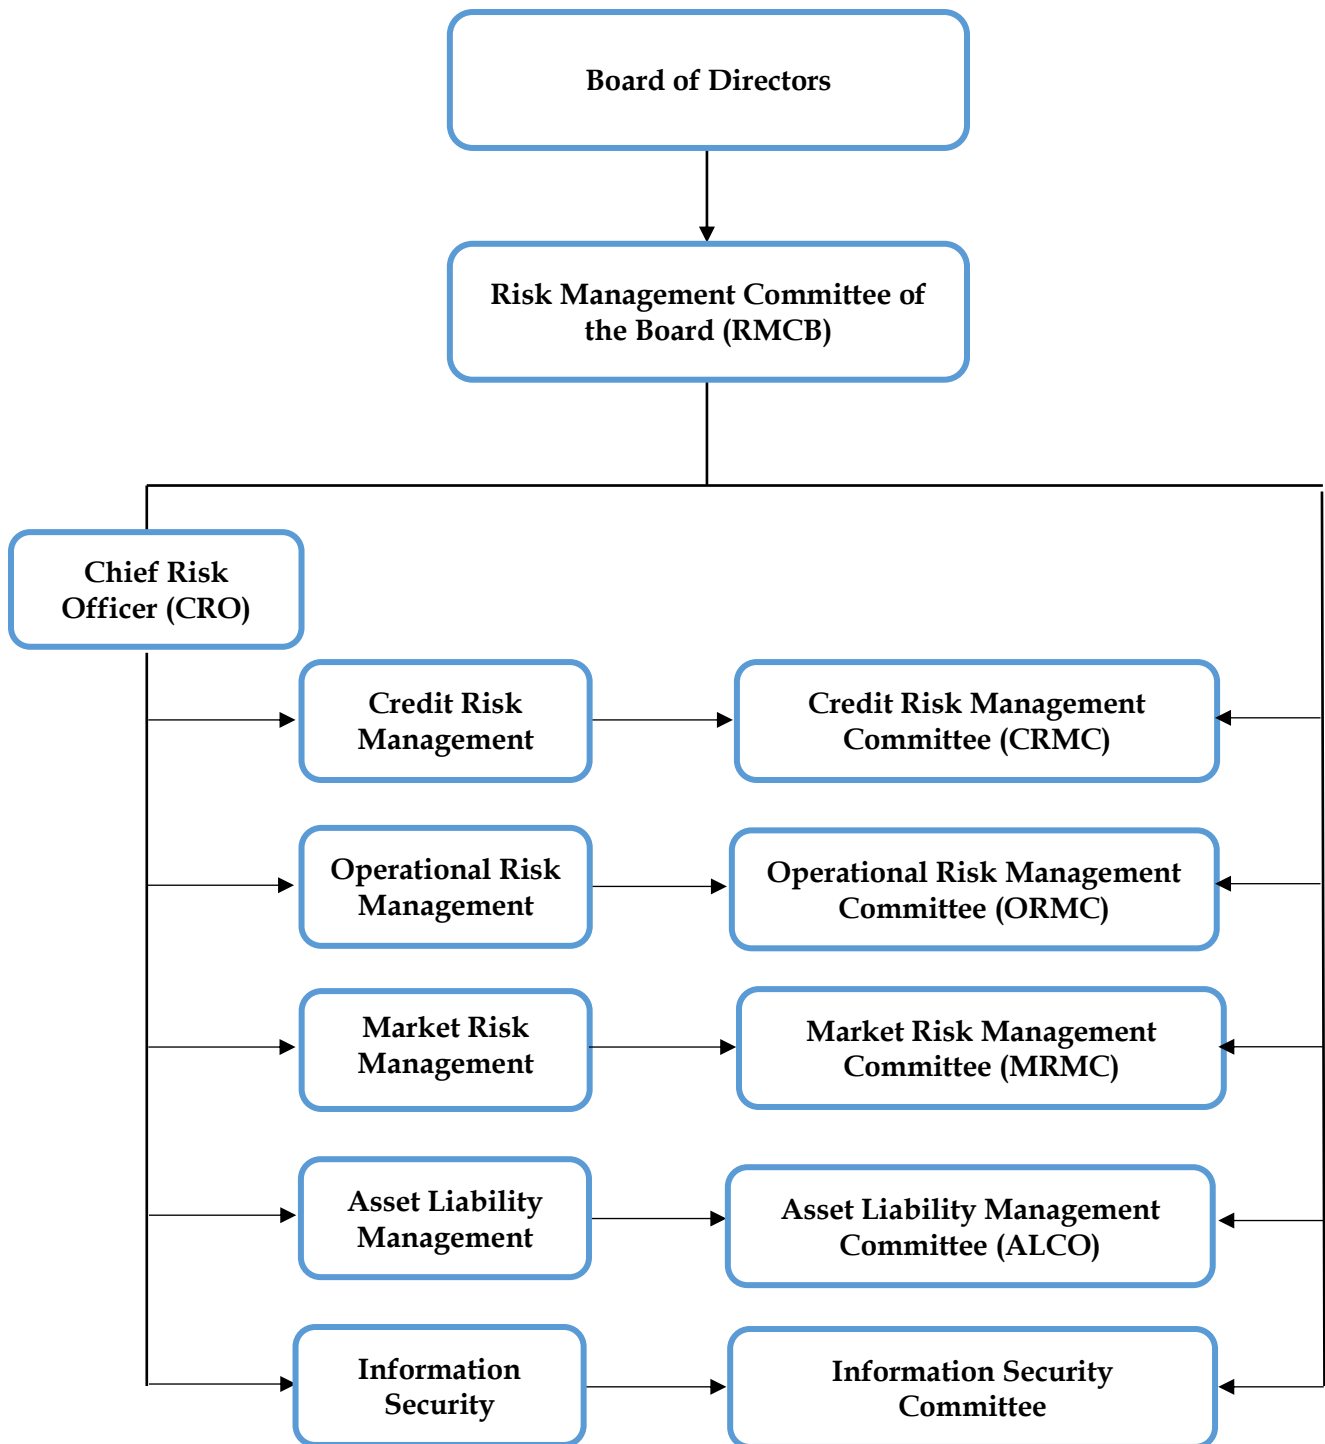 Board of Directors
Risk Management Committee of
the Board (RMCB)
Chief Risk
Officer (CRO)
Credit Risk
Management
Credit Risk Management
Committee (CRMC)
Operational Risk
Management
Operational Risk Management
Committee (ORMC)
Market Risk
Management
Market Risk Management
Committee (MRMC)
Asset Liability
Management
Asset Liability Management
Committee (ALCO)
Information
Security
Information Security
Committee